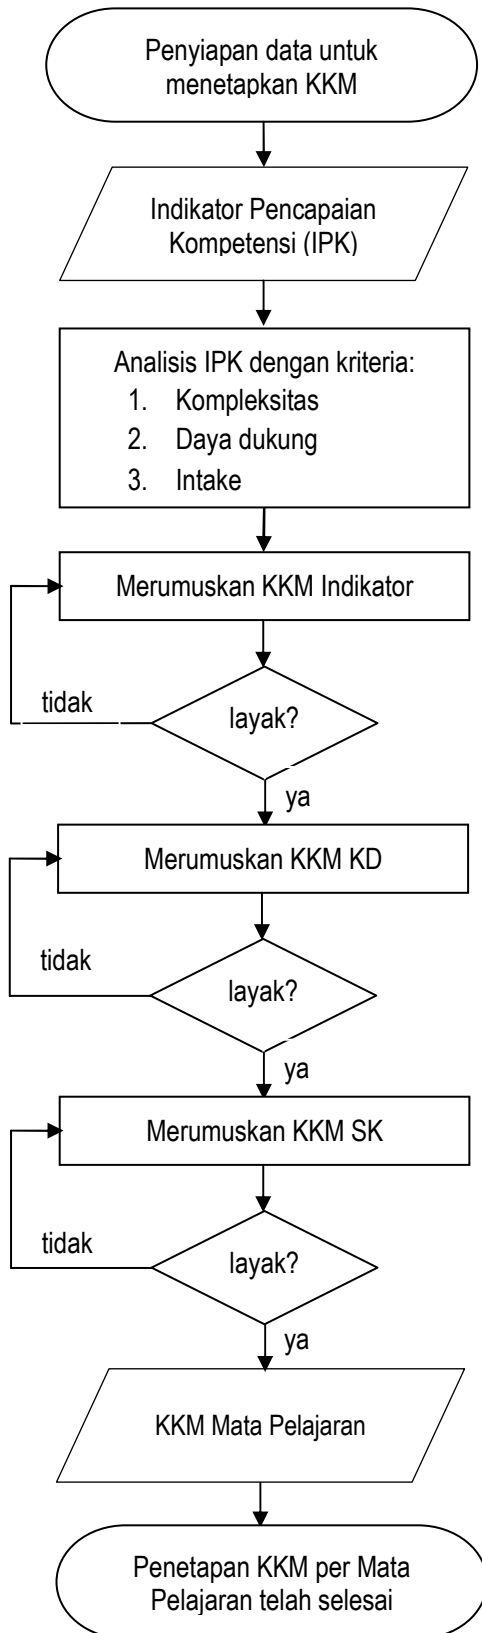 Penyiapan data untuk
menetapkan KKM
Indikator Pencapaian
Kompetensi (IPK)
Analisis IPK dengan kriteria:
1. Kompleksitas
2. Daya dukung
3. Intake
Merumuskan KKM Indikator
tidak
layak?
ya
Merumuskan KKM KD
tidak
layak?
ya
Merumuskan KKM SK
tidak
layak?
ya
KKM Mata Pelajaran
Penetapan KKM per Mata
Pelajaran telah selesai